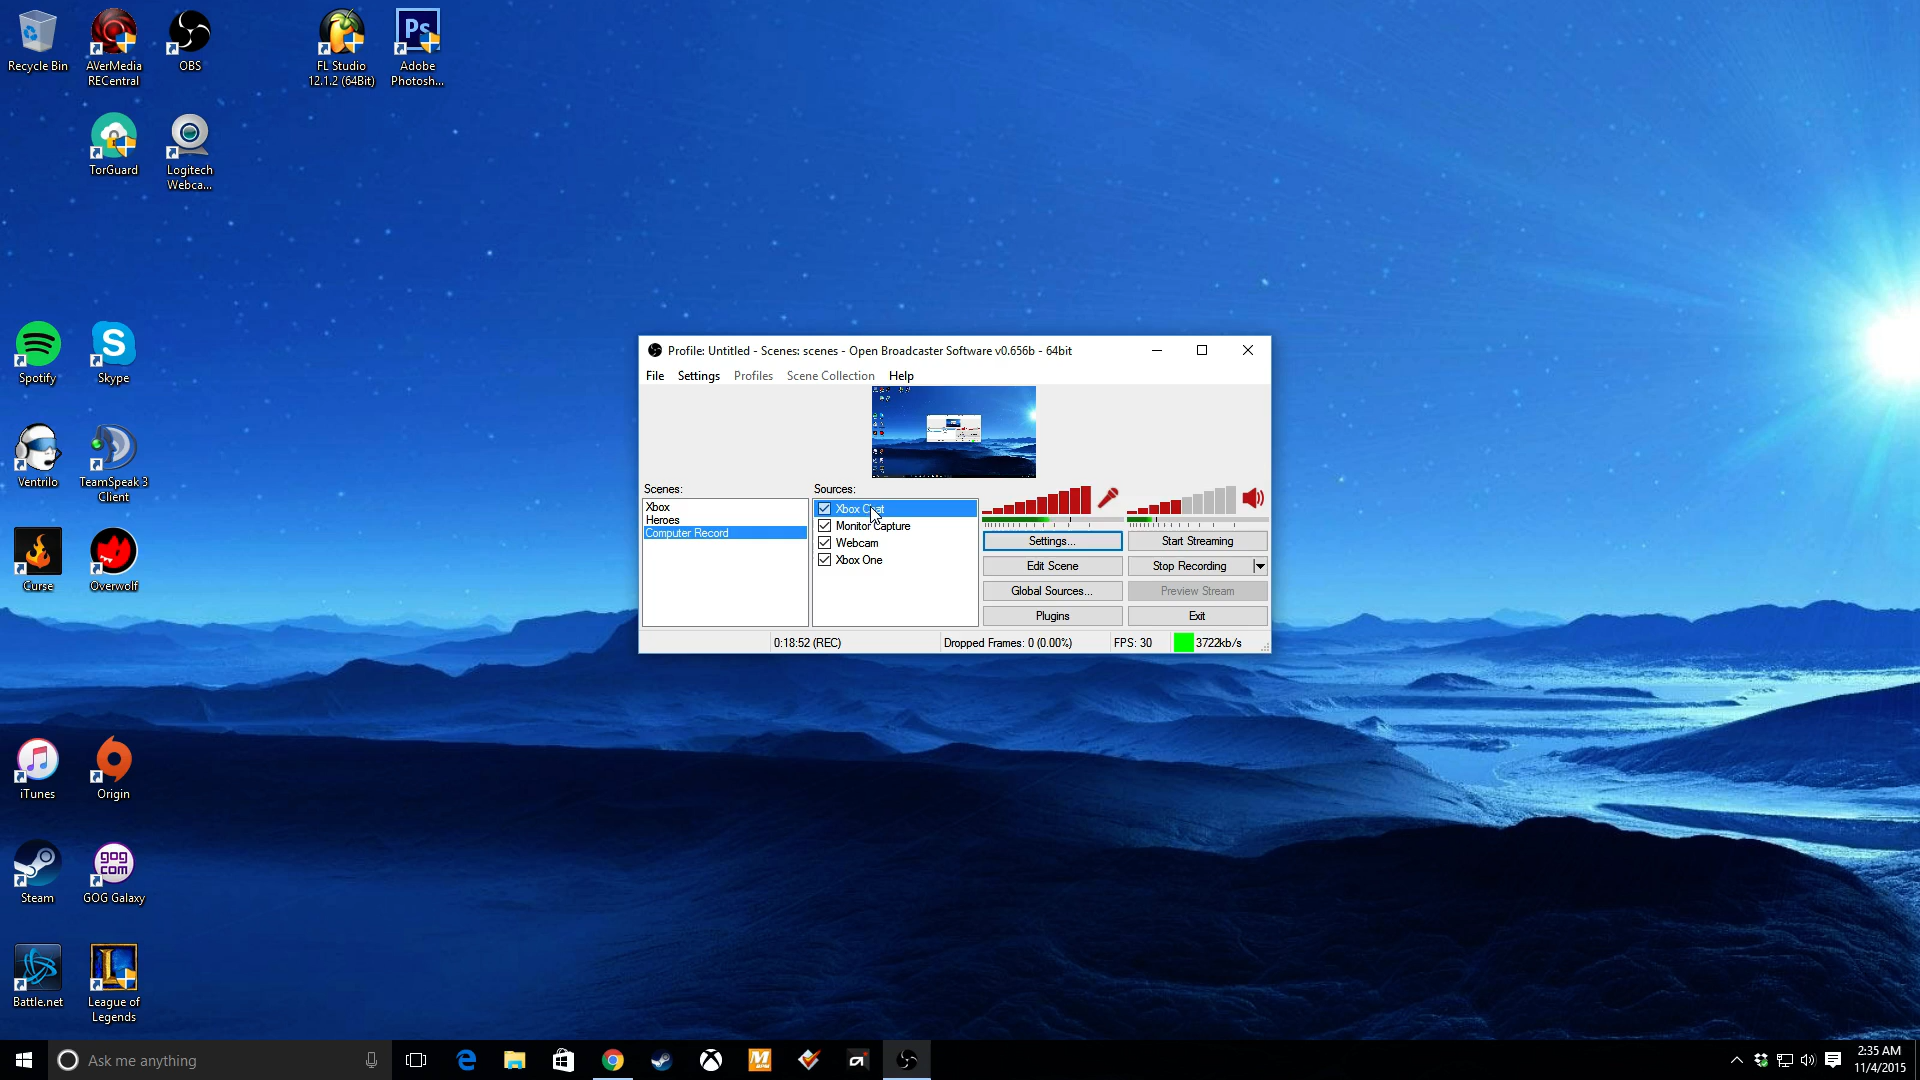 Recycle Bin
AVerMedia
RECentral
OBS
FL Studio
12.1.2 (64Bit)
Ps
Adobe
Photosh...
TorGuard
Logitech
Webca...
Spotify
Skype
Ventrilo
TeamSpeak 3
Client
Curse
Overwolf
iTunes
Origin
Steam
GOG
COM
GOG Galaxy
Battle.net
League of
Legends
Profile: Untitled - Scenes: scenes - Open Broadcaster Software v0.656b - 64bit
File Settings Profiles Scene Collection Help
Scenes:
Xbox
Heroes
Computer Record
Sources:
Monitor Capture
Webcam
Xbox One
Settings...
Start Streaming
Edit Scene
Stop Recording
Global Sources...
Preview Stream
Plugins
Exit
0:18:52 (REC)
Dropped Frames: 0 (0.00%)
FPS: 30
3722kb/s
Ask me anything
2:35 AM
11/4/2015